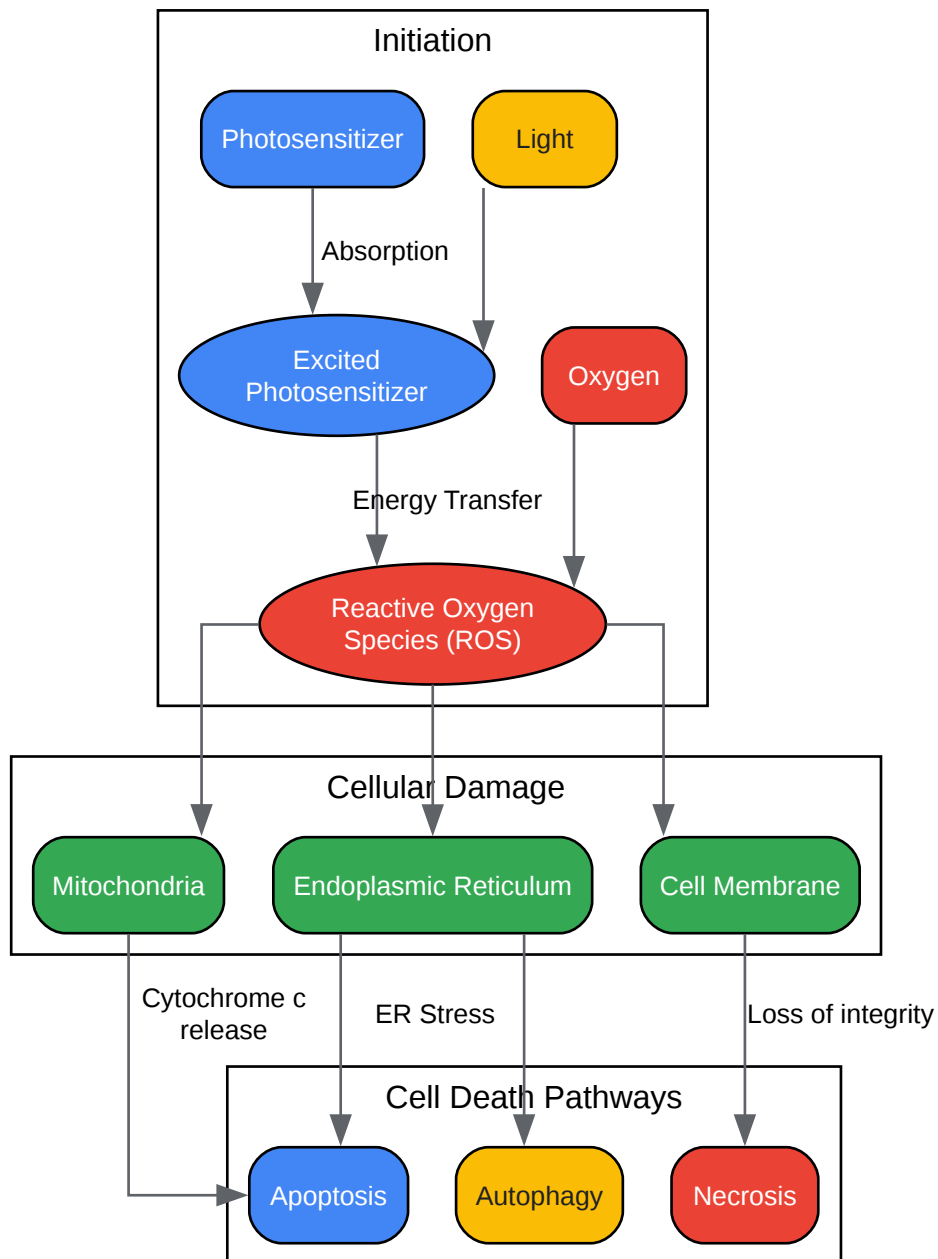 Initiation
Photosensitizer
Light
Absorption
Excited
Photosensitizer
Oxygen
Energy Transfer
Reactive Oxygen
Species (ROS)
Cellular Damage
Mitochondria
Endoplasmic Reticulum
Cell Membrane
Cytochrome c
release
ER Stress
Loss of integrity
Cell Death Pathways
Apoptosis
Autophagy
Necrosis